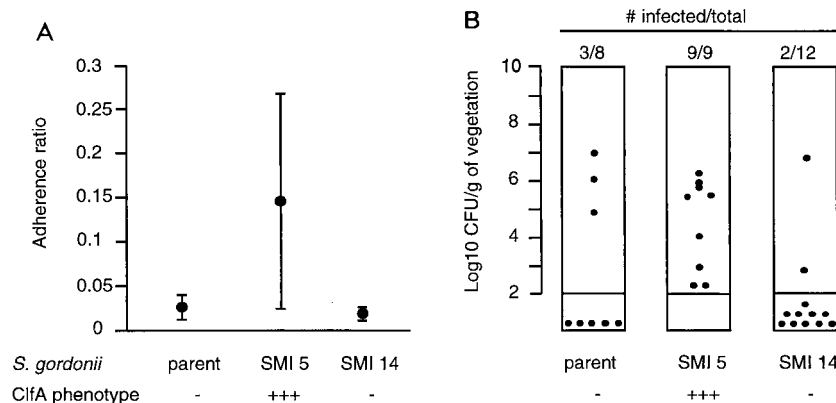 A
Adherence ratio
0.3
0.25
0.2
0.15
0.1
0.05
0
S. gordonii parent SMI 5 SMI 14
ClfA phenotype - +++ -
B
# infected/total
3/8 9/9 2/12
Log10 CFU/g of vegetation
10
8
6
4
2
parent SMI 5 SMI 14
- +++ -